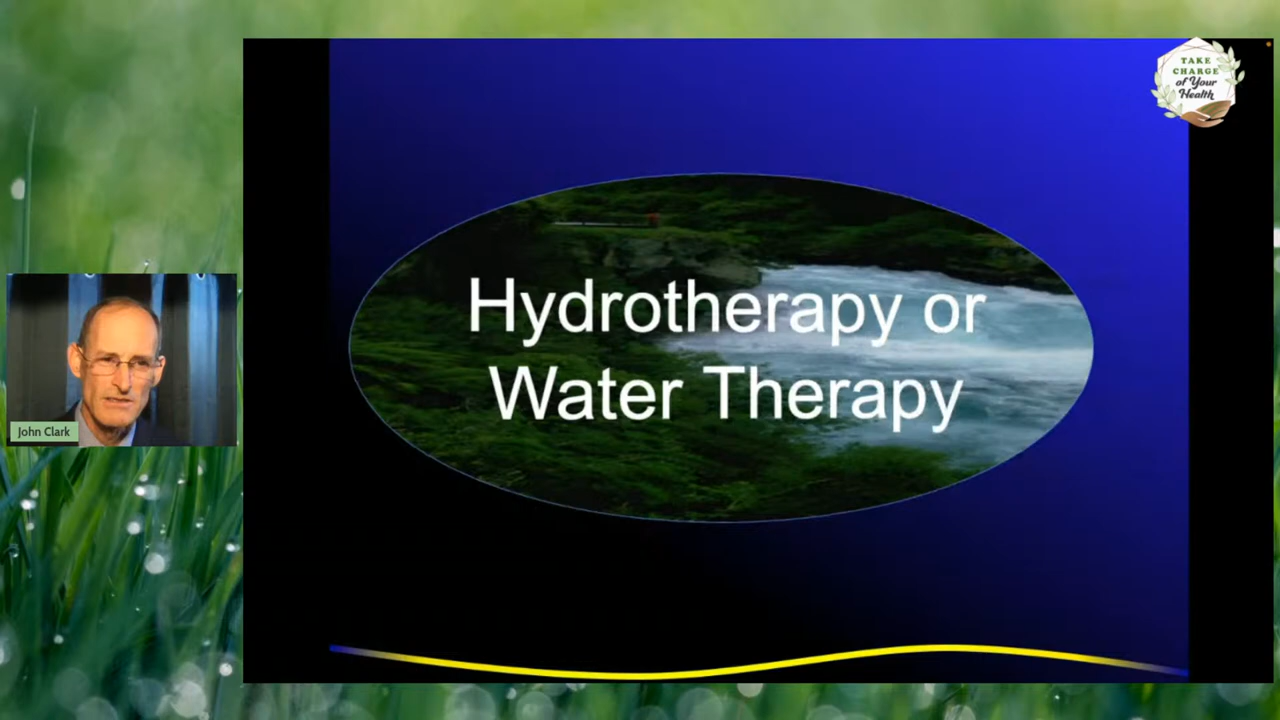 TAKE
CHARGE
of Your
Health
Hydrotherapy or
Water Therapy
John Clark